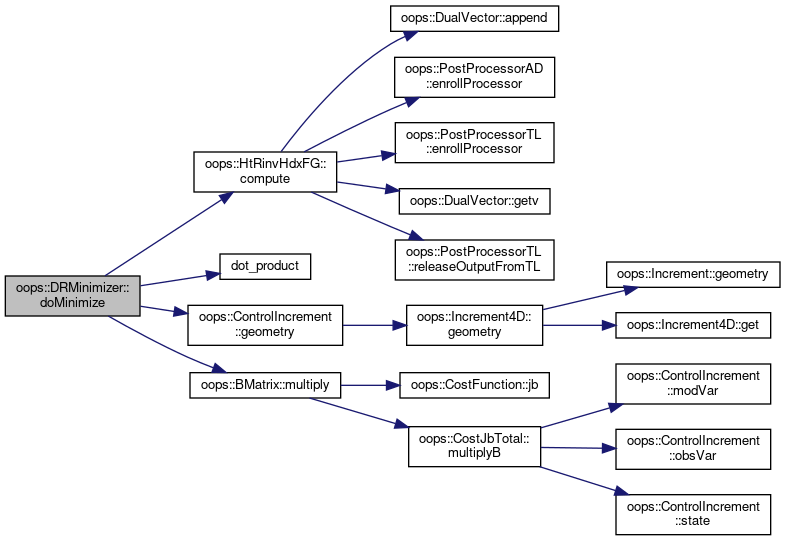 oops::DRMinimizer::
doMinimize
oops::HtRinvHdxFG::
compute
oops::DualVector::append
oops::PostProcessorAD
::enrollProcessor
oops::PostProcessorTL
::enrollProcessor
oops::DualVector::getv
oops::PostProcessorTL
::releaseOutputFromTL
dot_product
oops::ControlIncrement
::geometry
oops::Increment4D::
geometry
oops::Increment::geometry
oops::Increment4D::get
oops::BMatrix::multiply
oops::CostFunction::jb
oops::CostJbTotal::
multiplyB
oops::ControlIncrement
::modVar
oops::ControlIncrement
::obsVar
oops::ControlIncrement
::state